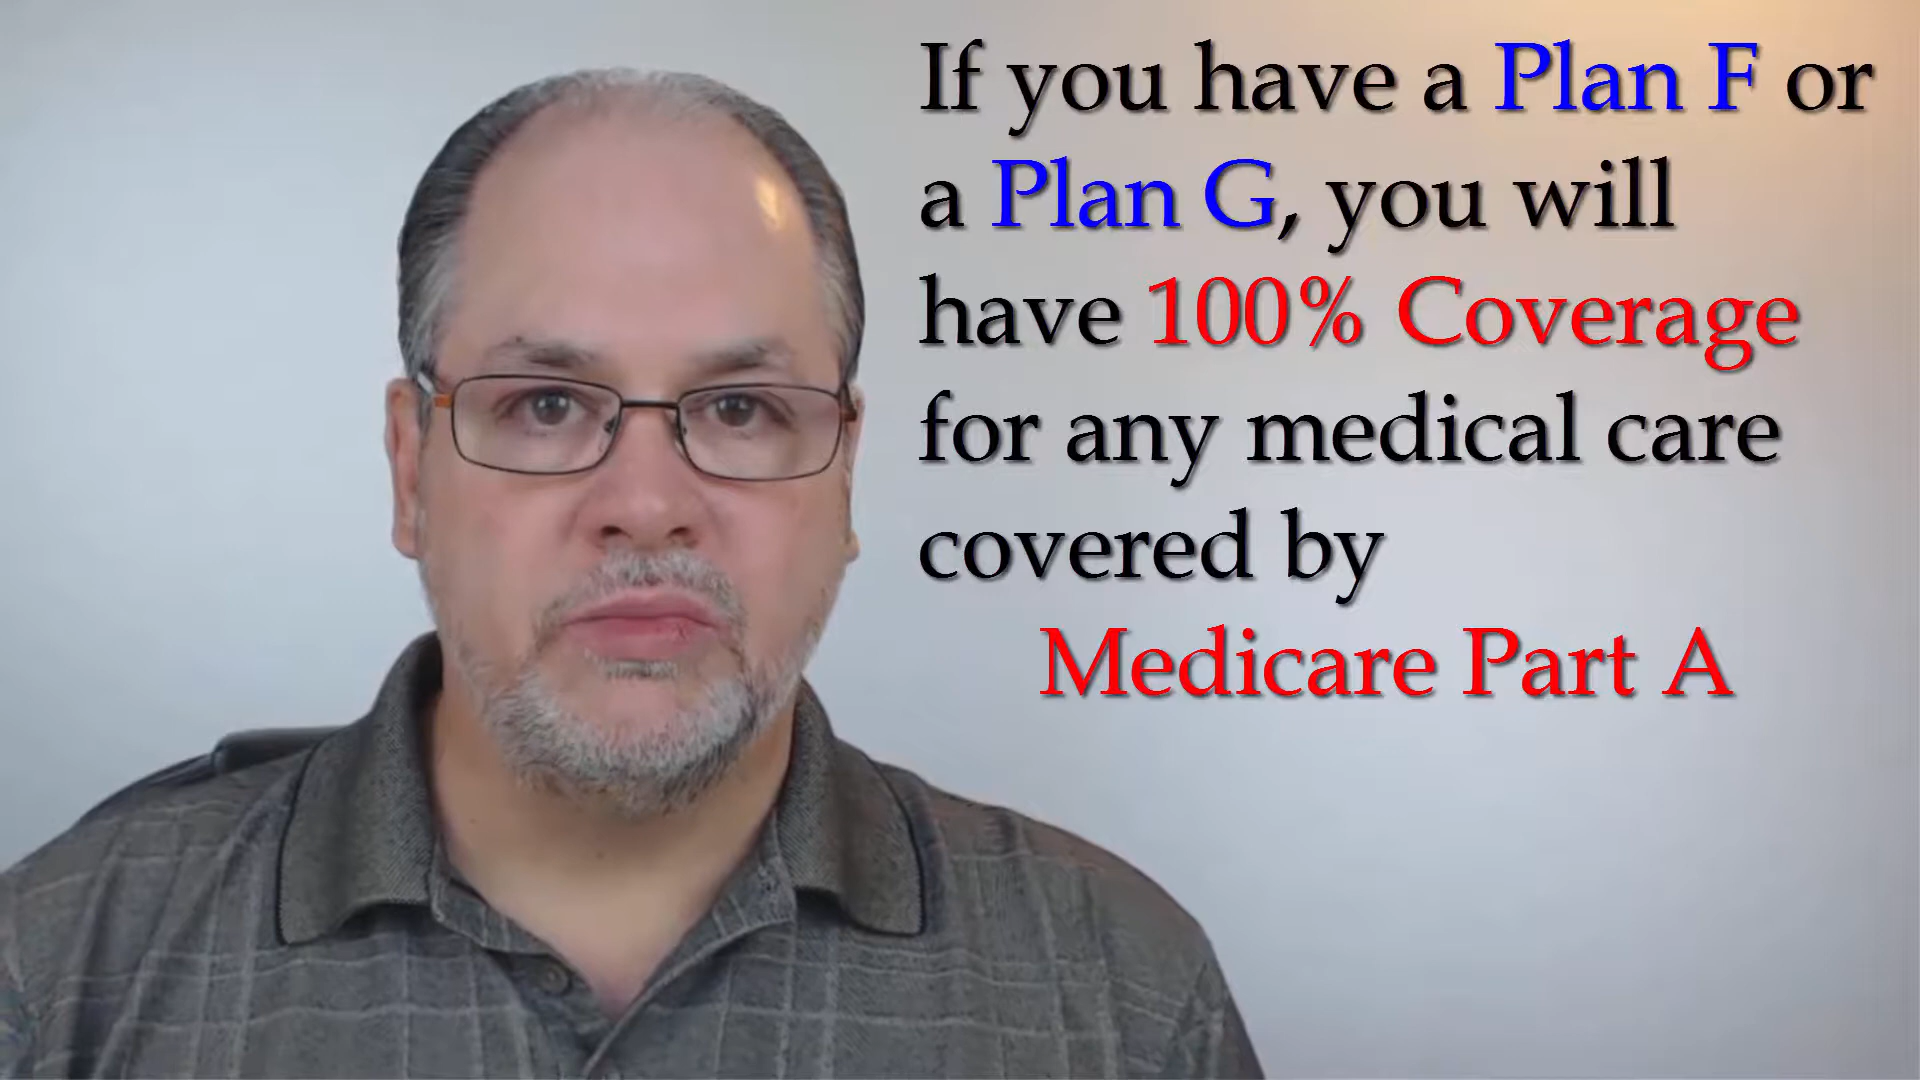 If you have a Plan F or
a Plan G, you will
have 100% Coverage
for any medical care
covered by
Medicare Part A